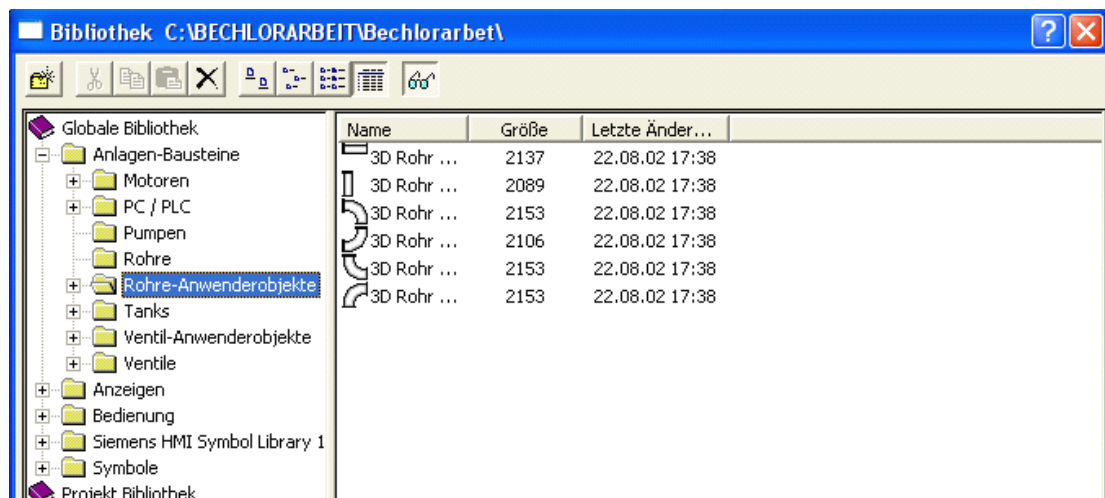 Bibliothek C:\BECHLORARBEIT\Bechlorarbet\
Globale Bibliothek
Anlagen-Bausteine
Motoren
PC / PLC
Pumpen
Rohre
Rohre-Anwenderobjekte
Tanks
Ventil-Anwenderobjekte
Ventile
Anzeigen
Bedienung
Siemens HMI Symbol Library 1
Symbole
Projekt Bibliothek
Name Größe Letzte Änder...
3D Rohr ... 2137 22.08.02 17:38
3D Rohr ... 2089 22.08.02 17:38
3D Rohr ... 2153 22.08.02 17:38
3D Rohr ... 2106 22.08.02 17:38
3D Rohr ... 2153 22.08.02 17:38
3D Rohr ... 2153 22.08.02 17:38